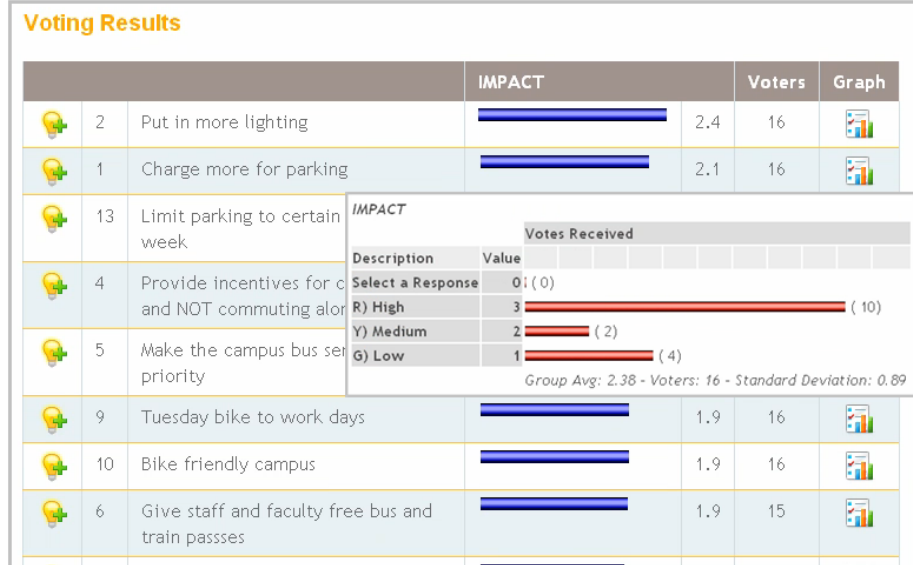 Voting Results
IMPACT Voters Graph
2 Put in more lighting 2.4 16
1 Charge more for parking 2.1 16
13 Limit parking to certain
week
4 Provide incentives for
and NOT commuting
5 Make the campus bus
priority
IMPACT
Votes Received
Description Value
Select a Response 0 ( 0)
R) High 3 ( 10)
Y) Medium 2 ( 2)
G) Low 1 ( 4)
Group Avg: 2.38 - Voters: 16 - Standard Deviation: 0.89
9 Tuesday bike to work days 1.9 16
10 Bike friendly campus 1.9 16
6 Give staff and faculty free bus and 1.9 15
train passses